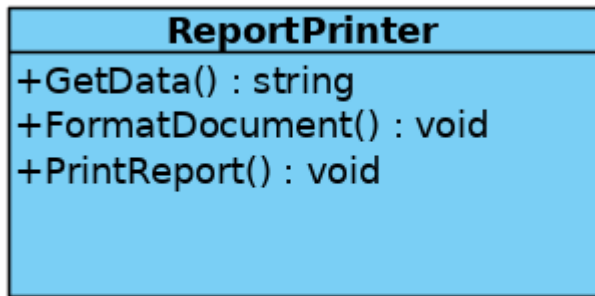 ReportPrinter
+GetData() : string
+FormatDocument() : void
+PrintReport() : void